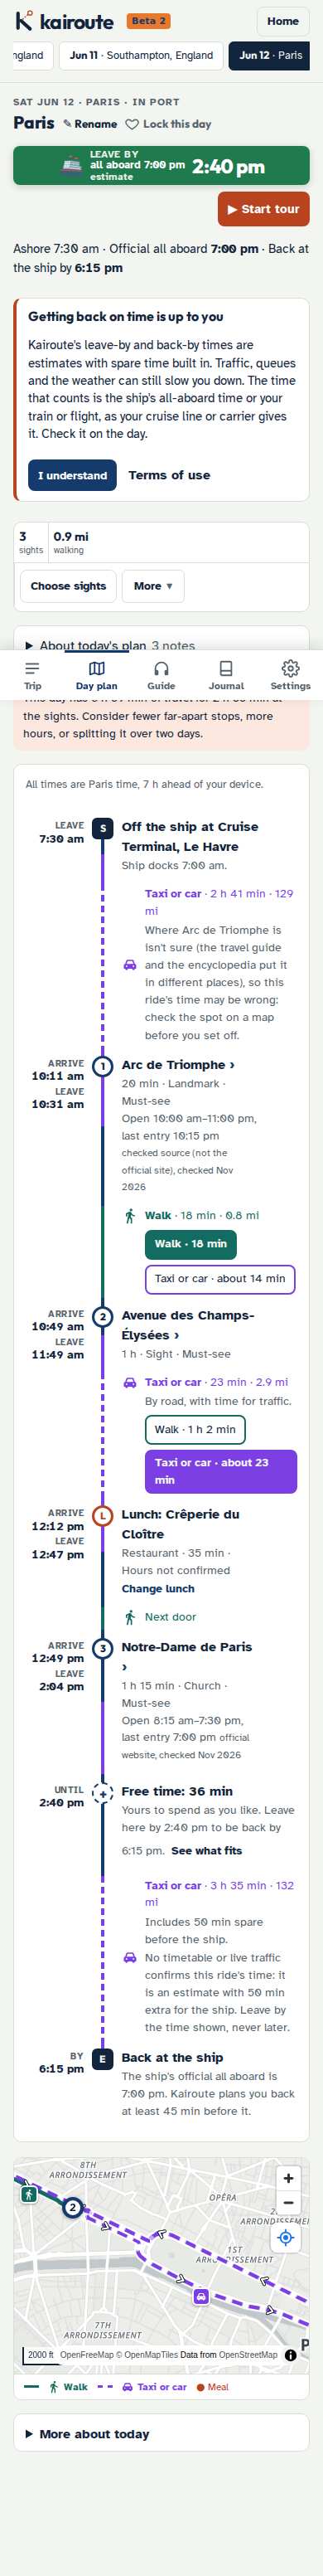 kairoute
Beta 2
Home
ngland
Jun 11 · Southampton, England
Jun 12 · Paris
SAT JUN 12 · PARIS · IN PORT
Paris
✎ Rename
Lock this day
LEAVE BY
all aboard 7:00 pm
estimate
2:40 pm
▶ Start tour
Ashore 7:30 am · Official all aboard 7:00 pm · Back at
the ship by 6:15 pm
Getting back on time is up to you
Kairoute's leave-by and back-by times are
estimates with spare time built in. Traffic, queues
and the weather can still slow you down. The time
that counts is the ship's all-aboard time or your
train or flight, as your cruise line or carrier gives
it. Check it on the day.
I understand
Terms of use
3
sights
0.9 mi
walking
Choose sights
More ▾
▶ About today's plan 3 notes
Trip
Day plan
Guide
Journal
Settings
the sights. Consider fewer far-apart stops, more
hours, or splitting it over two days.
All times are Paris time, 7 h ahead of your device.
LEAVE
7:30 am
S
Off the ship at Cruise
Terminal, Le Havre
Ship docks 7:00 am.
Taxi or car · 2 h 41 min · 129
mi
Where Arc de Triomphe is
isn't sure (the travel guide
and the encyclopedia put it
in different places), so this
ride's time may be wrong:
check the spot on a map
before you set off.
ARRIVE
10:11 am
LEAVE
10:31 am
1
Arc de Triomphe ›
20 min · Landmark ·
Must-see
Open 10:00 am–11:00 pm,
last entry 10:15 pm
checked source (not the
official site), checked Nov
2026
Walk · 18 min · 0.8 mi
Walk · 18 min
Taxi or car · about 14 min
ARRIVE
10:49 am
LEAVE
11:49 am
2
Avenue des Champs-
Élysées ›
1 h · Sight · Must-see
Taxi or car · 23 min · 2.9 mi
By road, with time for traffic.
Walk · 1 h 2 min
Taxi or car · about 23
min
ARRIVE
12:12 pm
LEAVE
12:47 pm
L
Lunch: Crêperie du
Cloître
Restaurant · 35 min ·
Hours not confirmed
Change lunch
Next door
ARRIVE
12:49 pm
LEAVE
2:04 pm
3
Notre-Dame de Paris
›
1 h 15 min · Church ·
Must-see
Open 8:15 am–7:30 pm,
last entry 7:00 pm official
website, checked Nov 2026
UNTIL
2:40 pm
+
Free time: 36 min
Yours to spend as you like. Leave
here by 2:40 pm to be back by
6:15 pm. See what fits
Taxi or car · 3 h 35 min · 132
mi
Includes 50 min spare
before the ship.
No timetable or live traffic
confirms this ride's time: it
is an estimate with 50 min
extra for the ship. Leave by
the time shown, never later.
BY
6:15 pm
E
Back at the ship
The ship's official all aboard is
7:00 pm. Kairoute plans you back
at least 45 min before it.
8TH
ARRONDISSEMENT
OPÉRA
2
1ST
ARRONDISSEMENT
7TH
ARRONDISSEMENT
P
+
−
2000 ft
OpenFreeMap © OpenMapTiles Data from OpenStreetMap
Walk
Taxi or car
Meal
▶ More about today